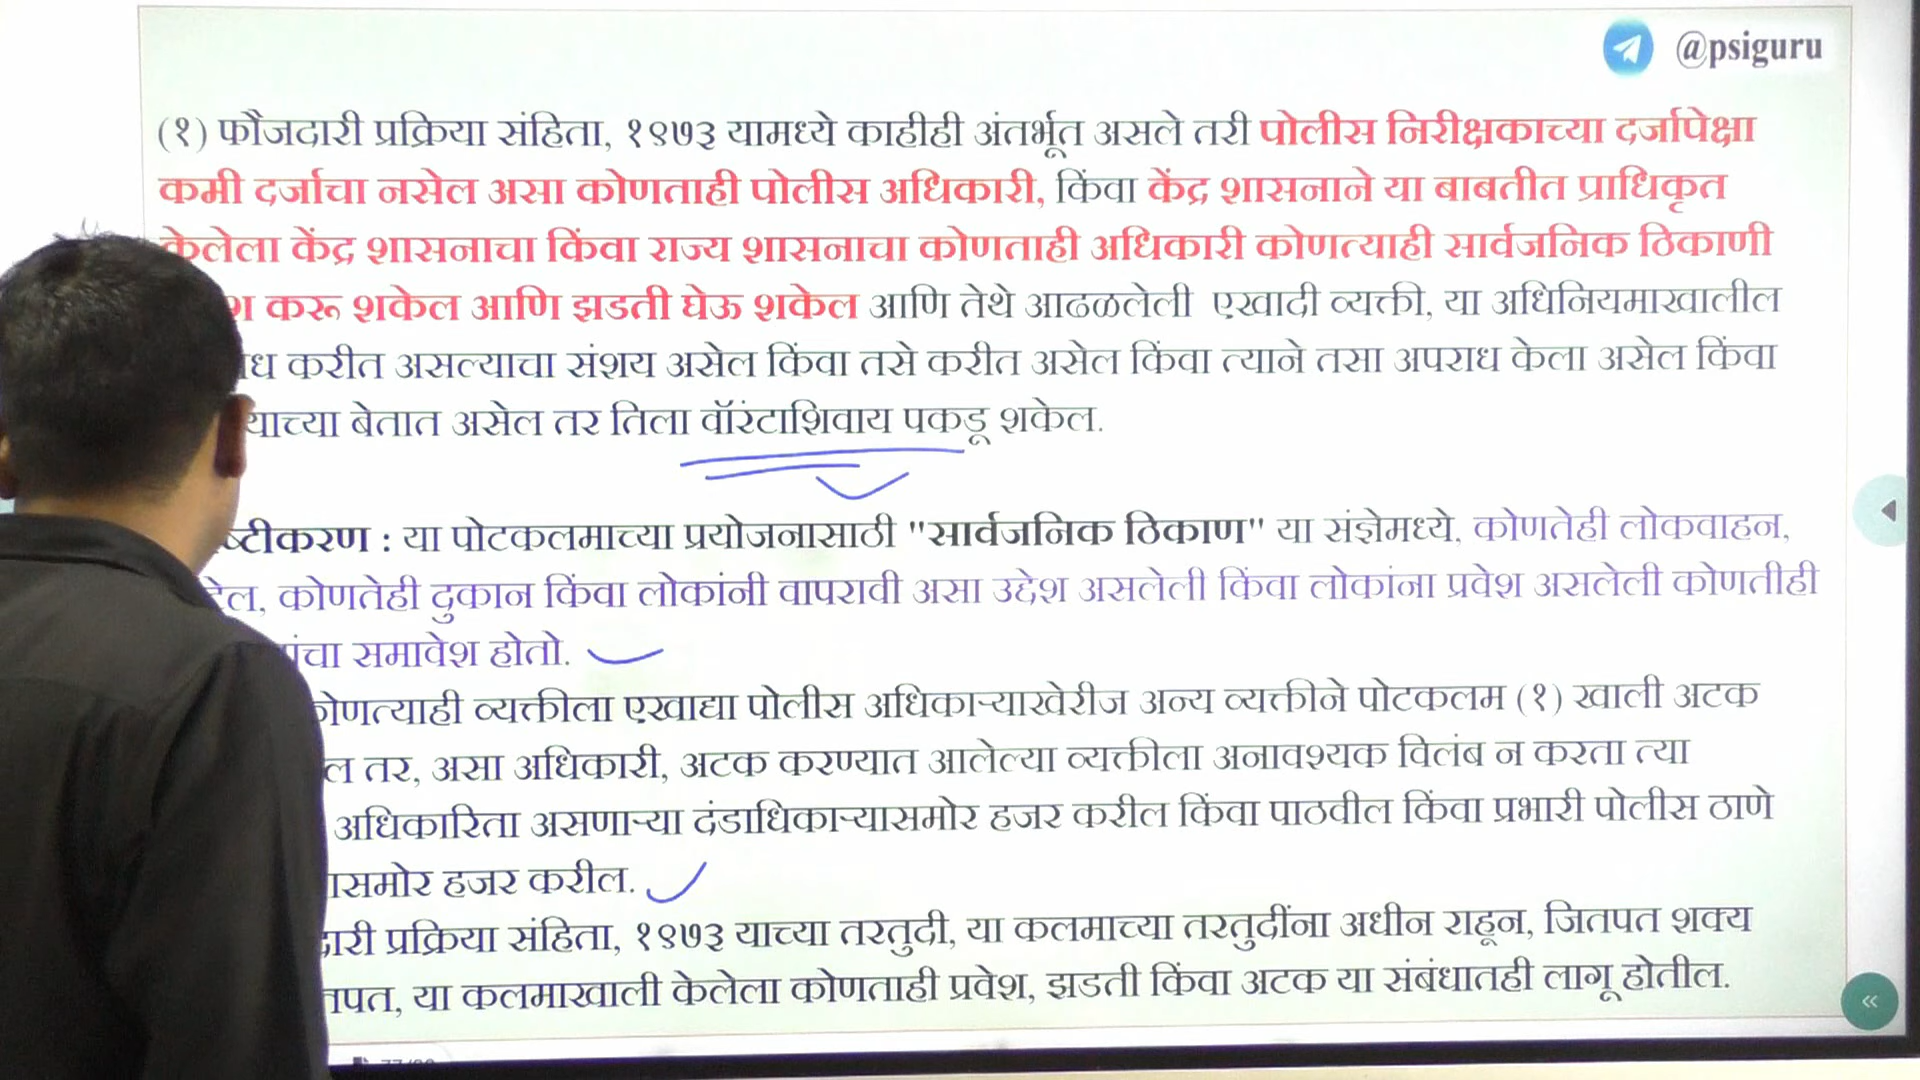 @psiguru
(१) फौजदारी प्रक्रिया संहिता, १९७३ यामध्ये काहीही अंतर्भूत असले तरी पोलीस निरीक्षकाच्या दर्जापेक्षा
कमी दर्जाचा नसेल असा कोणताही पोलीस अधिकारी, किंवा केंद्र शासनाने या बाबतीत प्राधिकृत
केलेला केंद्र शासनाचा किंवा राज्य शासनाचा कोणताही अधिकारी कोणत्याही सार्वजनिक ठिकाणी
करू शकेल आणि झडती घेऊ शकेल आणि तेथे आढळलेली एखादी व्यक्ती, या अधिनियमाखालील
करीत असल्याचा संशय असेल किंवा तसे करीत असेल किंवा त्याने तसा अपराध केला असेल किंवा
बेतात असेल तर तिला वॉरंटाशिवाय पकडू शकेल.
: या पोटकलमाच्या प्रयोजनासाठी "सार्वजनिक ठिकाण" या संज्ञेमध्ये, कोणतेही लोकवाहन,
कोणतेही दुकान किंवा लोकांनी वापरावी असा उद्देश असलेली किंवा लोकांना प्रवेश असलेली कोणतीही
समावेश होतो.
कोणत्याही व्यक्तीला एखाद्या पोलीस अधिकाऱ्याखेरीज अन्य व्यक्तीने पोटकलम (१) खाली अटक
तर, असा अधिकारी, अटक करण्यात आलेल्या व्यक्तीला अनावश्यक विलंब न करता त्या
अधिकारिता असणाऱ्या दंडाधिकाऱ्यासमोर हजर करील किंवा पाठवील किंवा प्रभारी पोलीस ठाणे
हजर करील.
प्रक्रिया संहिता, १९७३ याच्या तरतुदी, या कलमाच्या तरतुदींना अधीन राहून, जितपत शक्य
या कलमाखाली केलेला कोणताही प्रवेश, झडती किंवा अटक या संबंधातही लागू होतील.